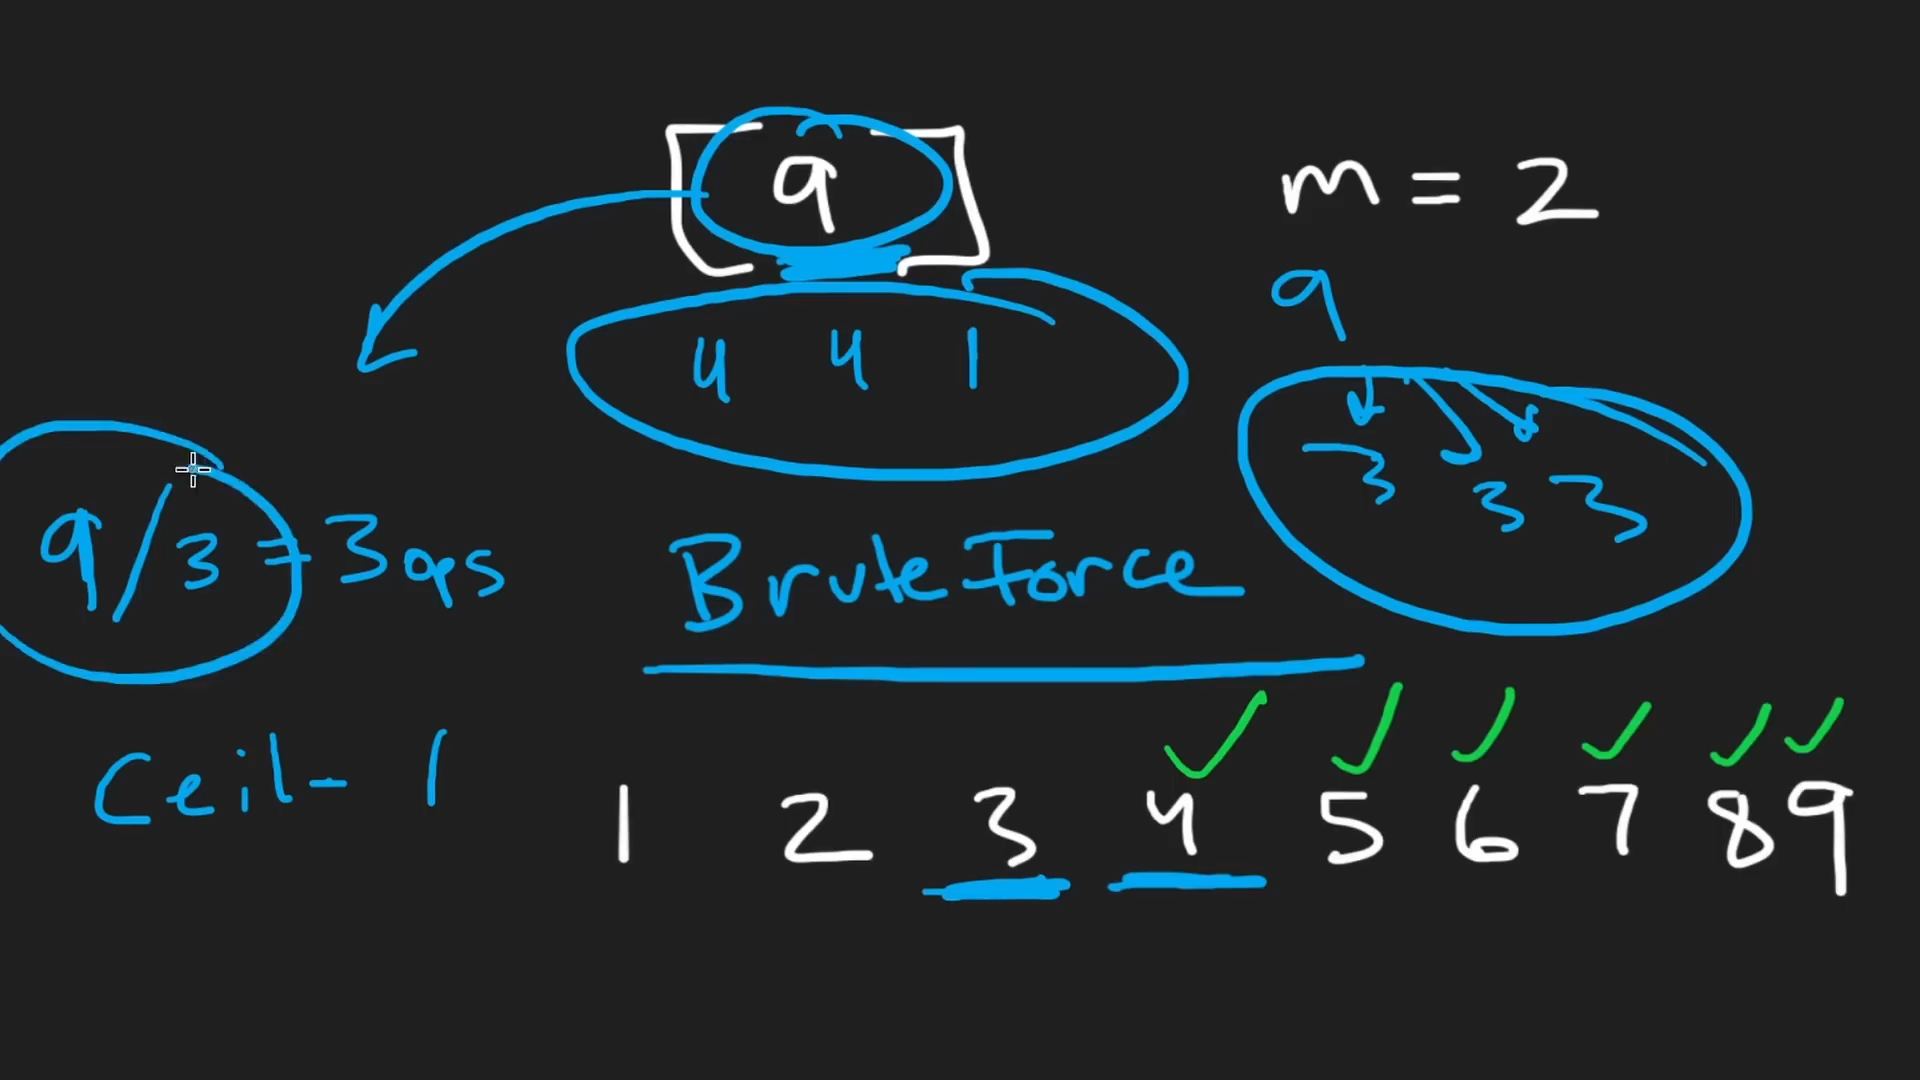 [9]
m = 2
9
4 4 1
3 3 3
9/3 = 3 ops
Brute Force
Ceil - 1
1 2 3 4 5 6 7 8 9